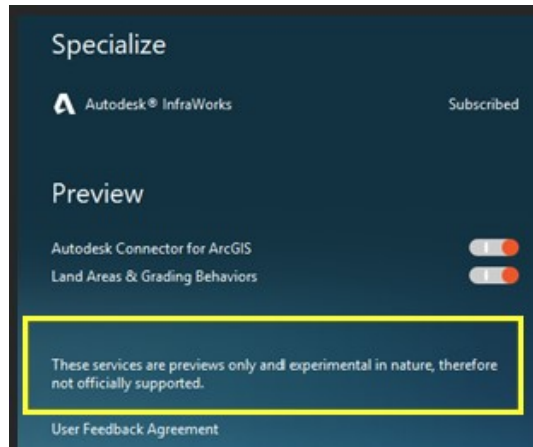 Specialize
Autodesk® InfraWorks Subscribed
Preview
Autodesk Connector for ArcGIS
Land Areas & Grading Behaviors
These services are previews only and experimental in nature, therefore
not officially supported.
User Feedback Agreement